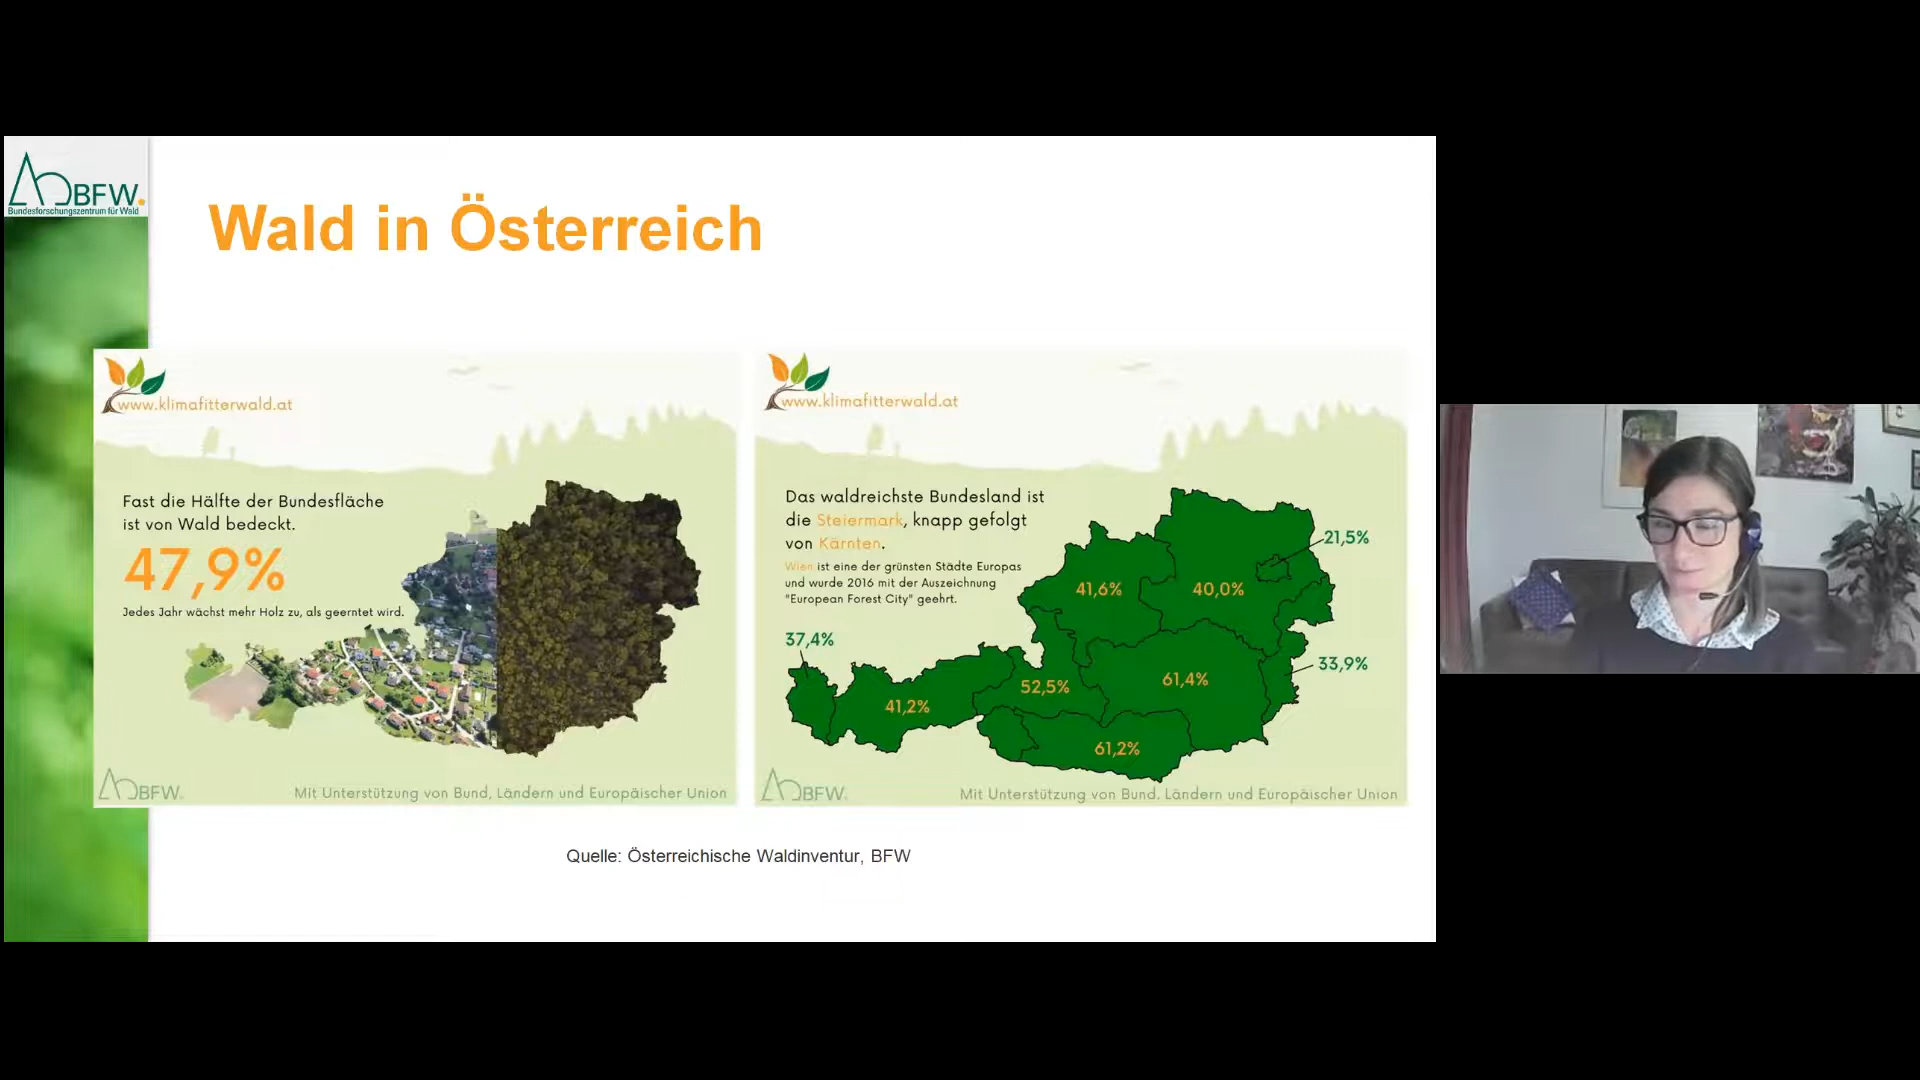 BFW.
Bundesforschungszentrum für Wald
Wald in Österreich
www.klimafitterwald.at
Fast die Hälfte der Bundesfläche
ist von Wald bedeckt.
47,9%
Jedes Jahr wächst mehr Holz zu, als geerntet wird.
BFW.
Mit Unterstützung von Bund, Ländern und Europäischer Union
www.klimafitterwald.at
Das waldreichste Bundesland ist
die Steiermark, knapp gefolgt
von Kärnten.
Wien ist eine der grünsten Städte Europas
und wurde 2016 mit der Auszeichnung
"European Forest City" geehrt.
21,5%
41,6%
40,0%
37,4%
33,9%
52,5%
61,4%
41,2%
61,2%
BFW.
Mit Unterstützung von Bund, Ländern und Europäischer Union
Quelle: Österreichische Waldinventur, BFW